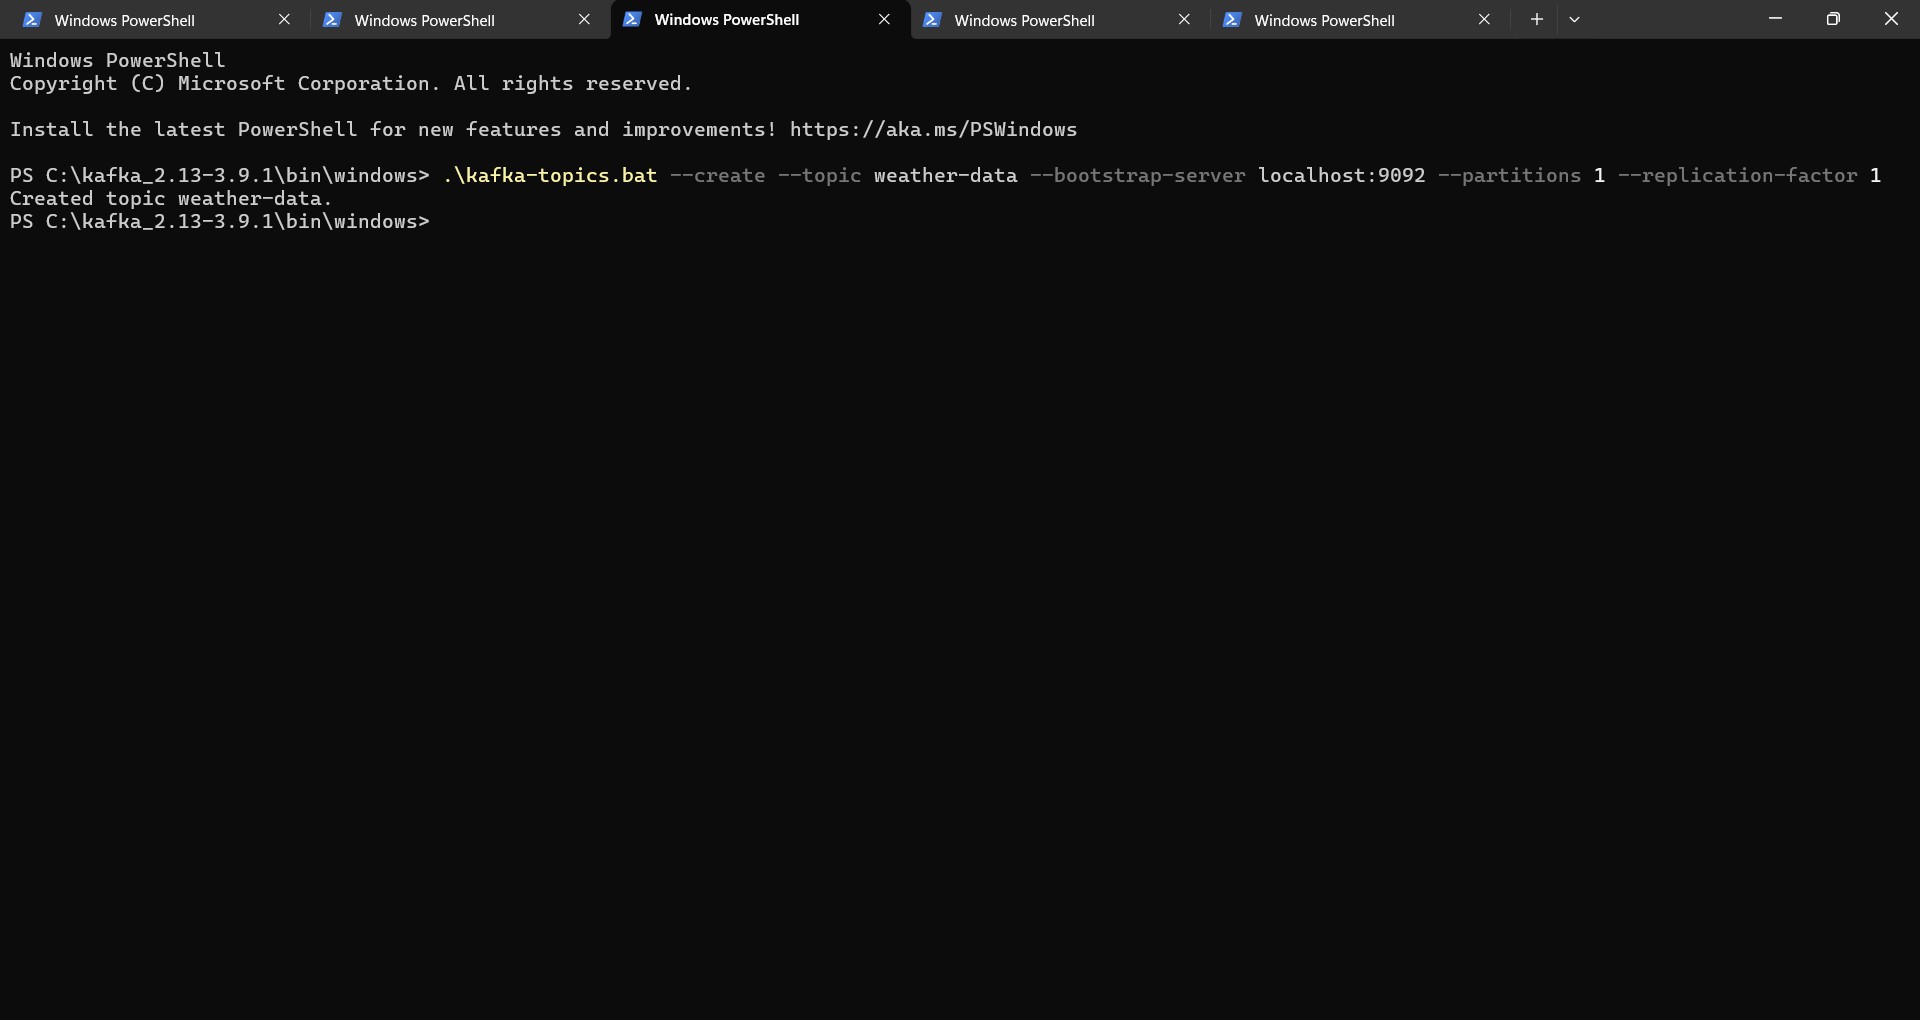 Windows PowerShell
Windows PowerShell
Windows PowerShell
Windows PowerShell
Windows PowerShell
Windows PowerShell
Copyright (C) Microsoft Corporation. All rights reserved.
Install the latest PowerShell for new features and improvements! https://aka.ms/PSWindows
PS C:\kafka_2.13-3.9.1\bin\windows> .\kafka-topics.bat --create --topic weather-data --bootstrap-server localhost:9092 --partitions 1 --replication-factor 1
Created topic weather-data.
PS C:\kafka_2.13-3.9.1\bin\windows>